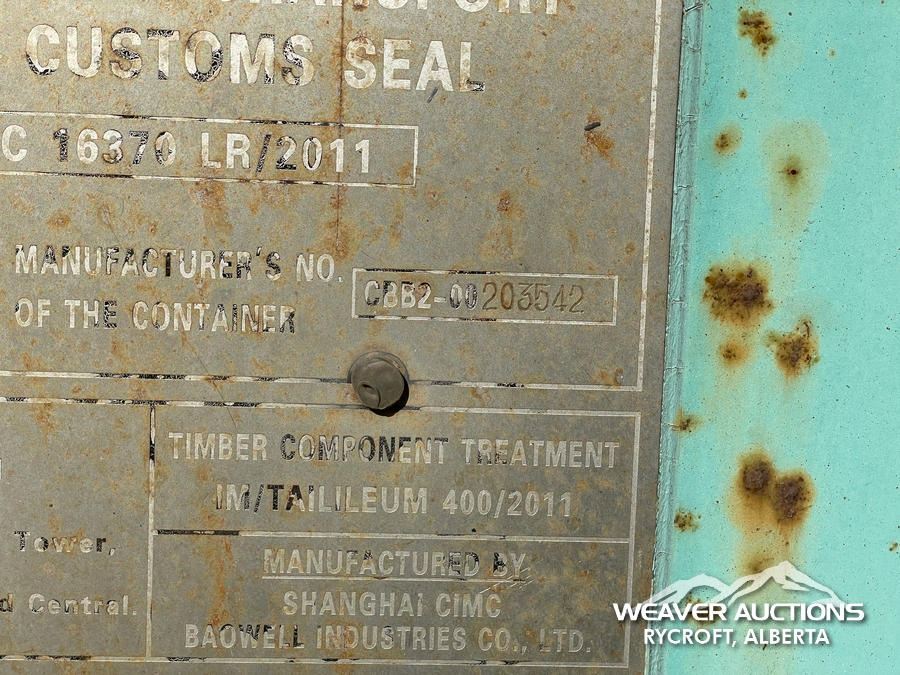 TRANSPORT
CUSTOMS SEAL
C 16370 LR/2011
MANUFACTURER'S NO.
OF THE CONTAINER
CBB2-00203542
TIMBER COMPONENT TREATMENT
IM/TAILILEUM 400/2011
Tower,
MANUFACTURED BY
d Central.
SHANGHAI CIMC
BAOWELL INDUSTRIES CO., LTD.
WEAVER AUCTIONS
RYCROFT, ALBERTA